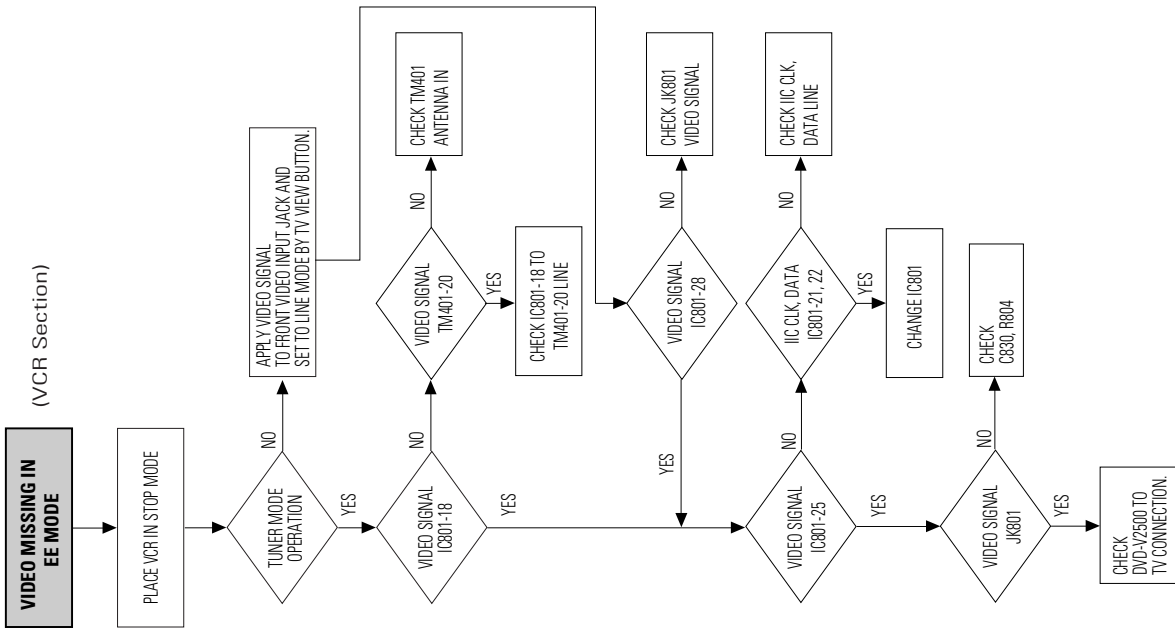 (VCR Section)
VIDEO MISSING IN
EE MODE
PLACE VCR IN STOP MODE
TUNER MODE
OPERATION
NO
APPLY VIDEO SIGNAL
TO FRONT VIDEO INPUT JACK AND
SET TO LINE MODE BY TV VIEW BUTTON.
YES
VIDEO SIGNAL
IC801-18
NO
VIDEO SIGNAL
TM401-20
NO
CHECK TM401
ANTENNA IN
YES
CHECK IC801-18 TO
TM401-20 LINE
YES
VIDEO SIGNAL
IC801-28
NO
CHECK JK801
VIDEO SIGNAL
YES
VIDEO SIGNAL
IC801-25
NO
IIC CLK, DATA
IC801-21, 22
NO
CHECK IIC CLK,
DATA LINE
YES
CHANGE IC801
YES
VIDEO SIGNAL
JK801
NO
CHECK
C830, R804
YES
CHECK
DVD-V2500 TO
TV CONNECTION.